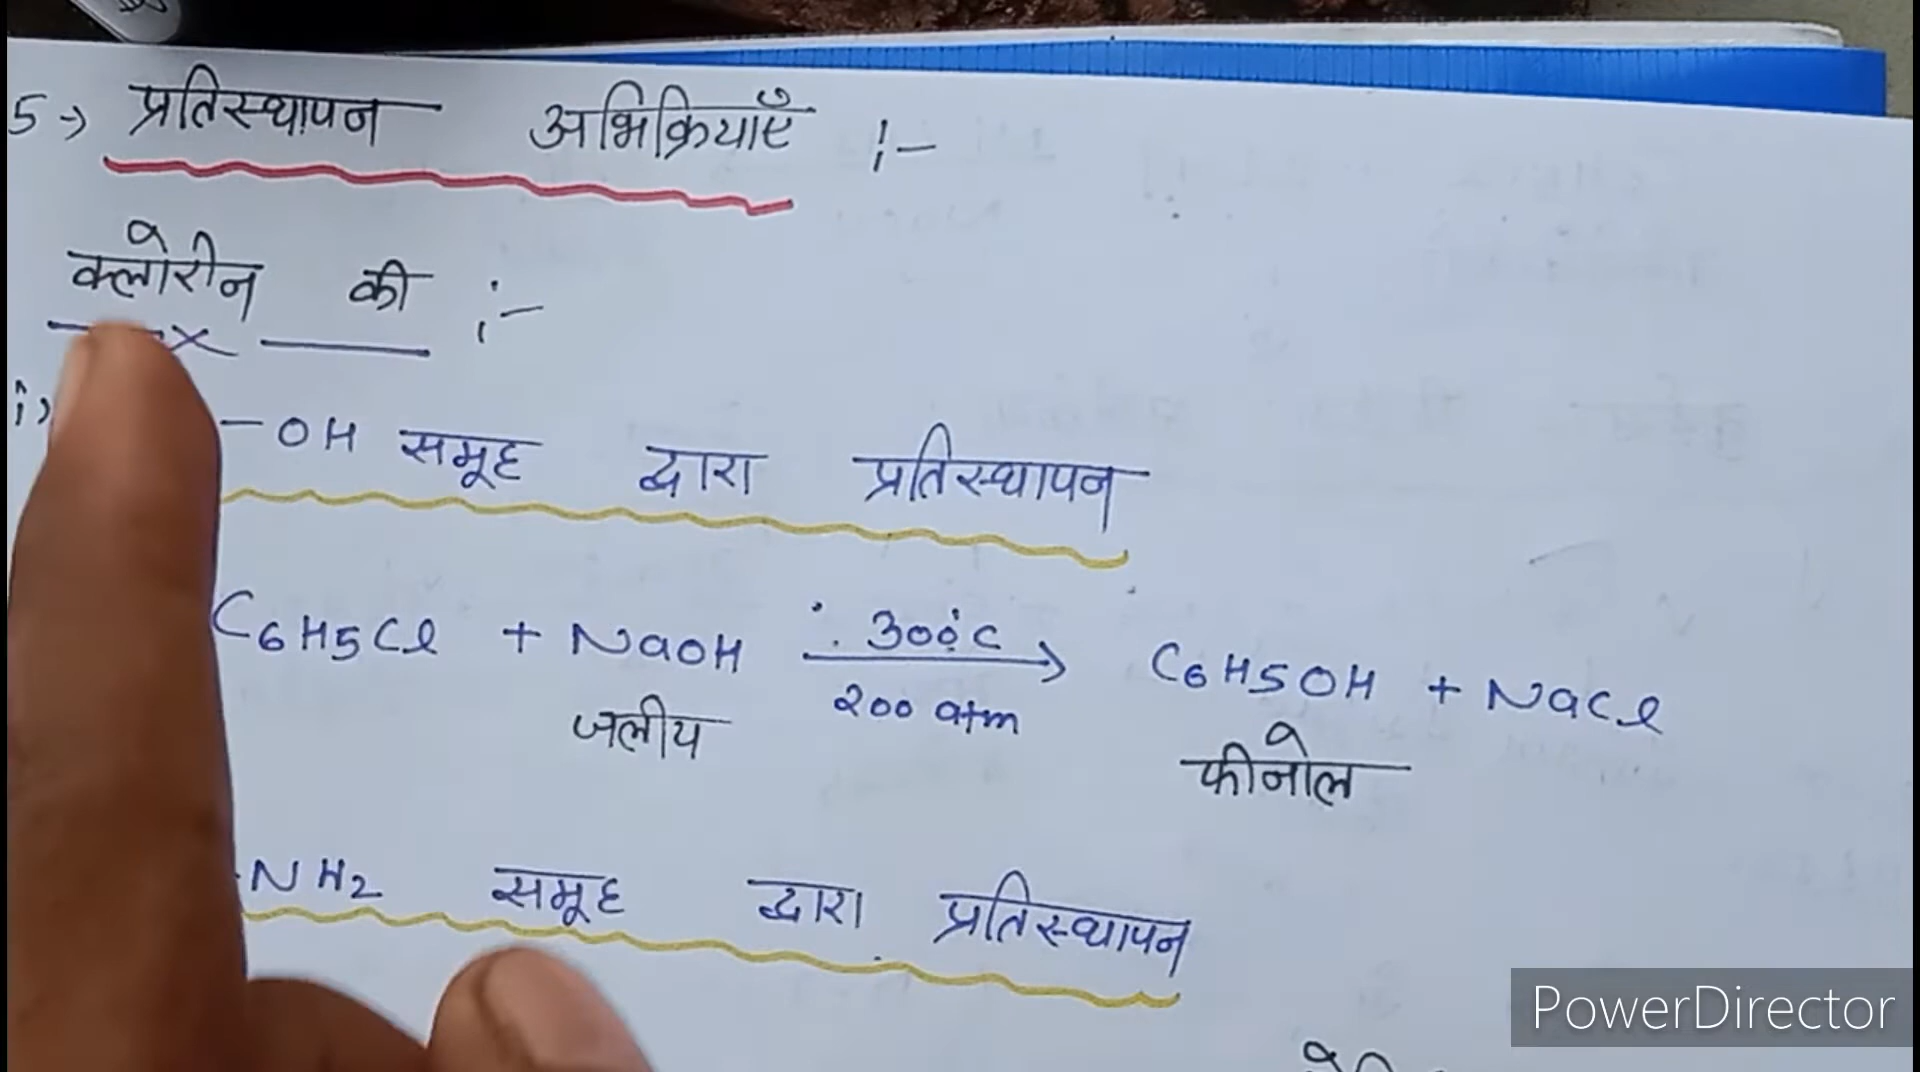 5→ प्रतिस्थापन अभिक्रियाएँ :-
क्लोरीन की :-
i) -OH समूह द्वारा प्रतिस्थापन
C6H5Cl + NaOH 300°C C6H5OH + NaCl
जलीय 200 atm फीनोल
-NH2 समूह द्वारा प्रतिस्थापन
PowerDirector